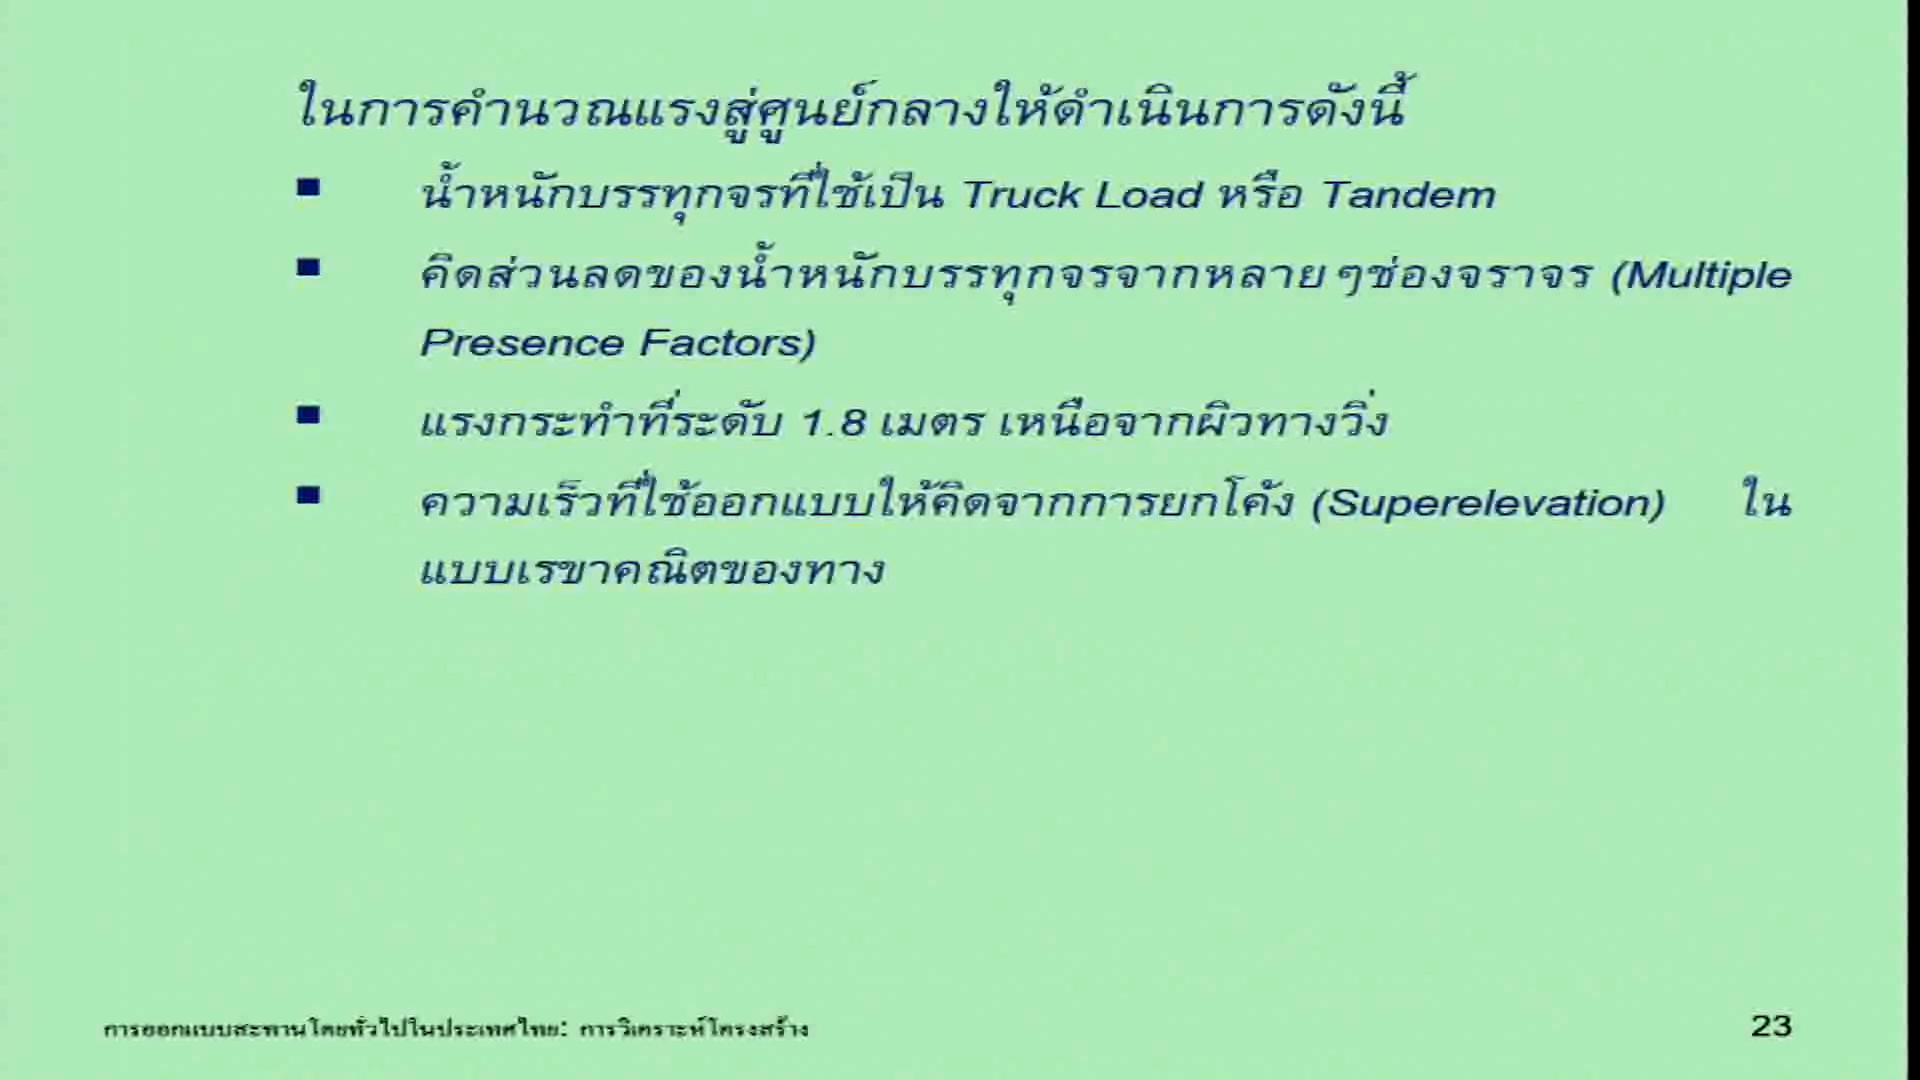 ในการคำนวณแรงสู่ศูนย์กลางให้ดำเนินการดังนี้
▪ น้ำหนักบรรทุกจรที่ใช้เป็น Truck Load หรือ Tandem
▪ คิดส่วนลดของน้ำหนักบรรทุกจรจากหลายๆช่องจราจร (Multiple
Presence Factors)
▪ แรงกระทำที่ระดับ 1.8 เมตร เหนือจากผิวทางวิ่ง
▪ ความเร็วที่ใช้ออกแบบให้คิดจากการยกโค้ง (Superelevation) ใน
แบบเรขาคณิตของทาง
การออกแบบสะพานโดยทั่วไปในประเทศไทย: การวิเคราะห์โครงสร้าง 23